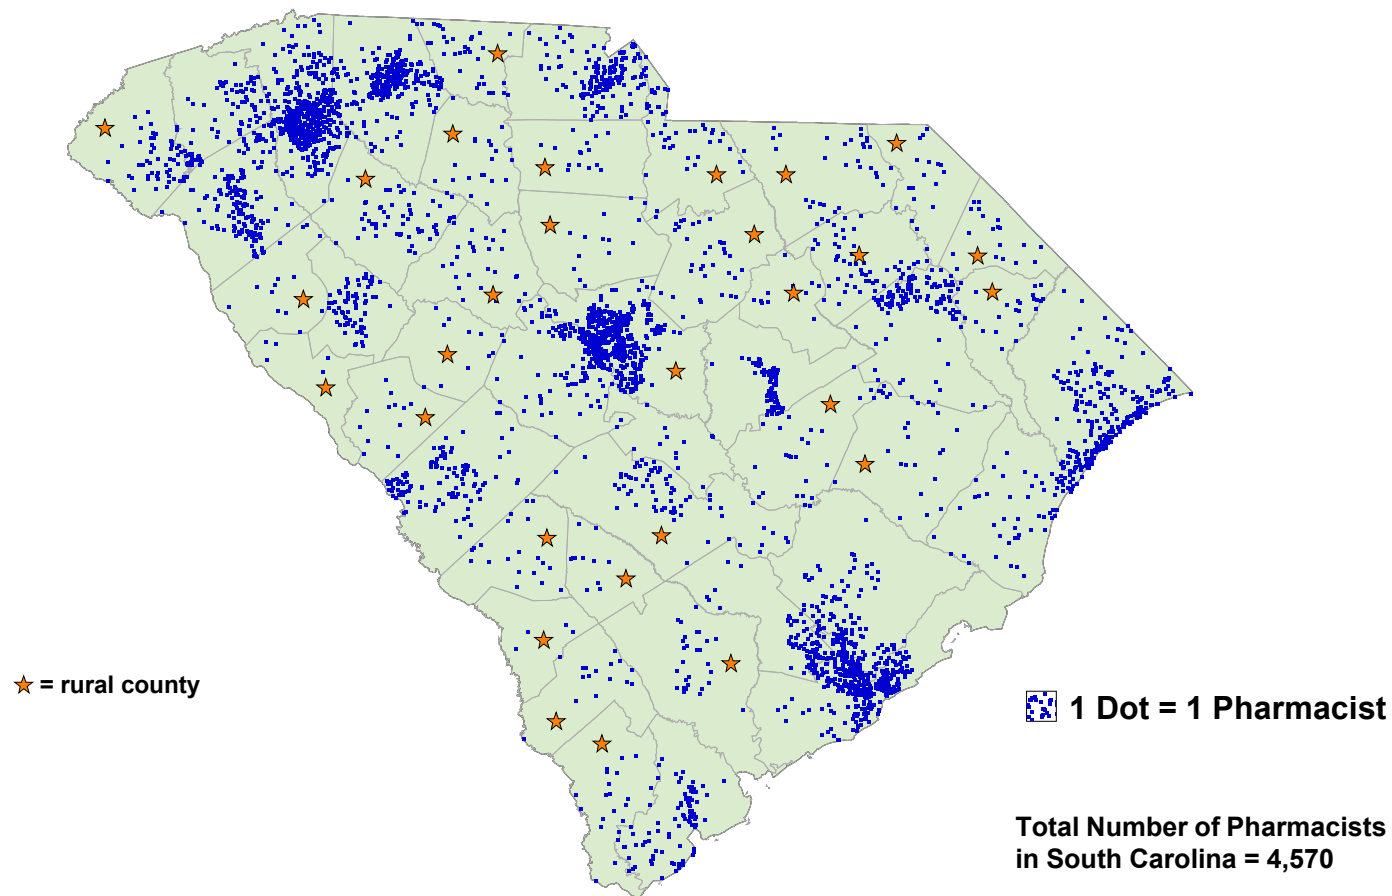 = rural county
1 Dot = 1 Pharmacist
Total Number of Pharmacists
in South Carolina = 4,570